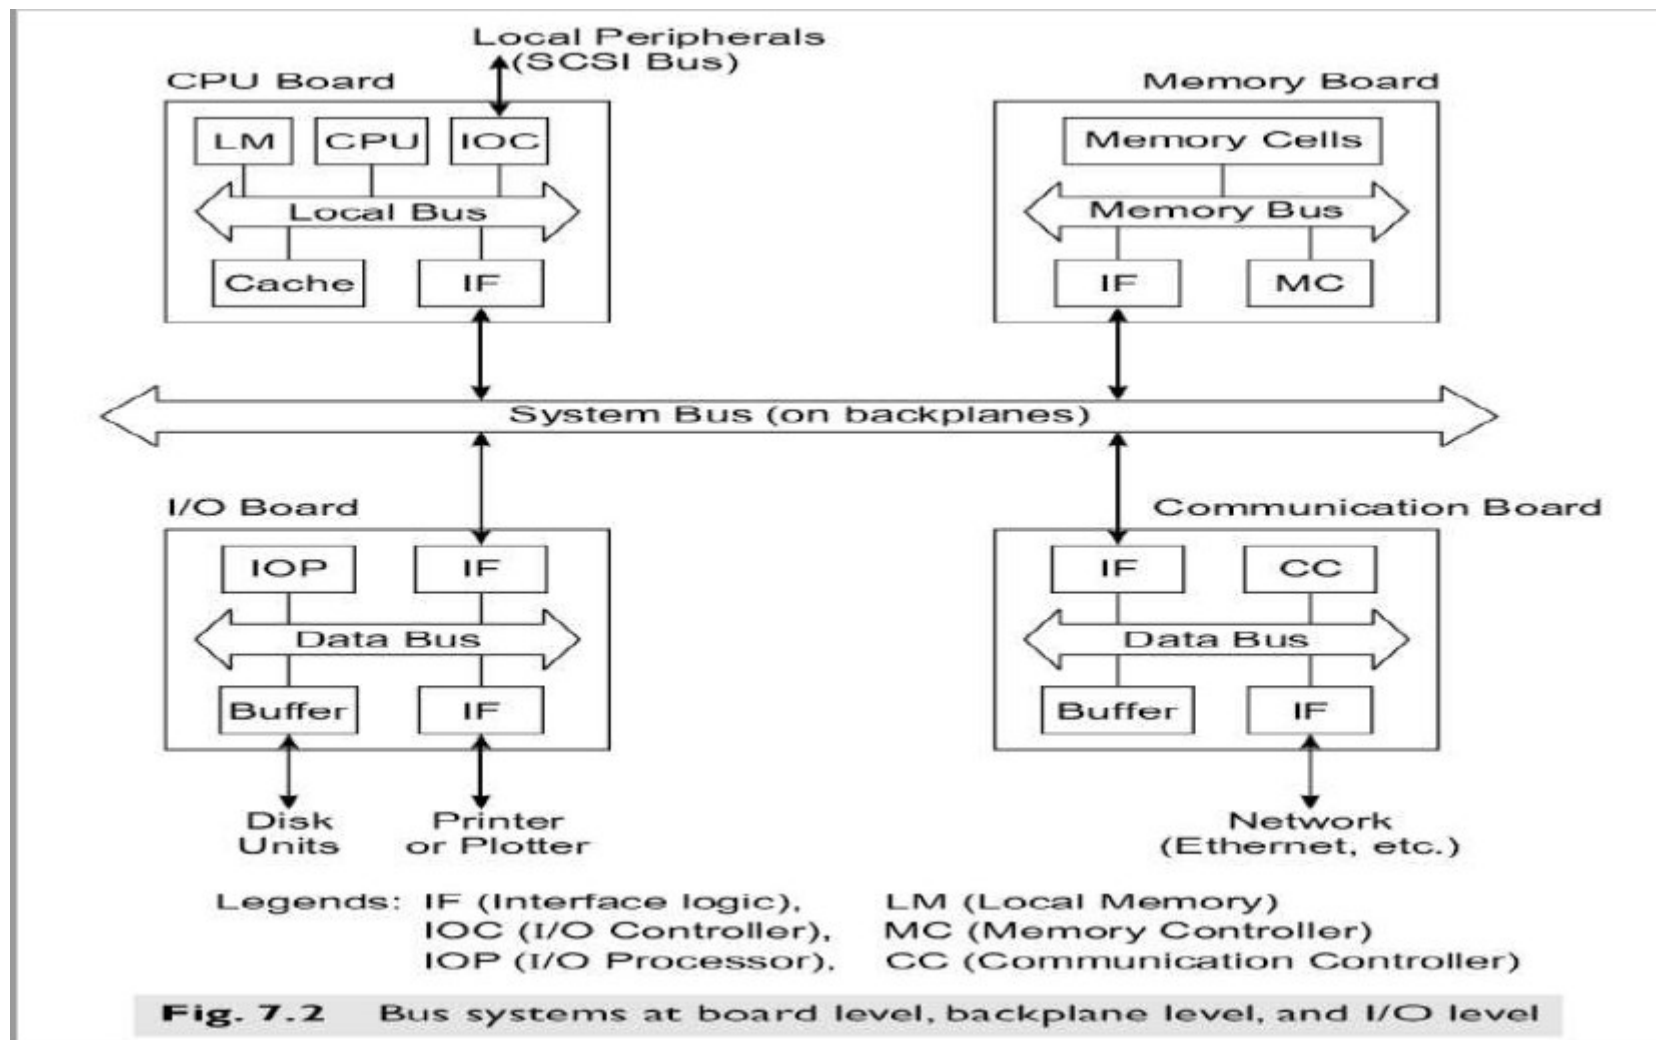 Local Peripherals
(SCSI Bus)
CPU Board
Memory Board
LM CPU IOC
Memory Cells
Local Bus
Memory Bus
Cache IF
IF MC
System Bus (on backplanes)
I/O Board
Communication Board
IOP IF
IF CC
Data Bus
Data Bus
Buffer IF
Buffer IF
Disk
Units
Printer
or Plotter
Network
(Ethernet, etc.)
Legends: IF (Interface logic), LM (Local Memory)
IOC (I/O Controller), MC (Memory Controller)
IOP (I/O Processor), CC (Communication Controller)
Fig. 7.2 Bus systems at board level, backplane level, and I/O level